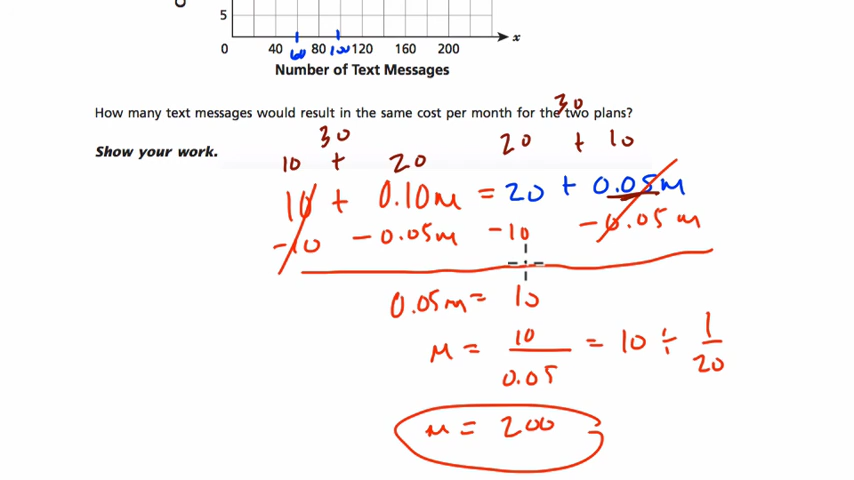 5
0 40 60 80 100 120 160 200 x
Number of Text Messages
How many text messages would result in the same cost per month for the two plans?
30
Show your work.
30
10 + 20 20 + 10
10 + 0.10m = 20 + 0.05m
-10 - 0.05m -10 - 0.05m
0.05m = 10
m = 10/0.05 = 10 ÷ 1/20
m = 200